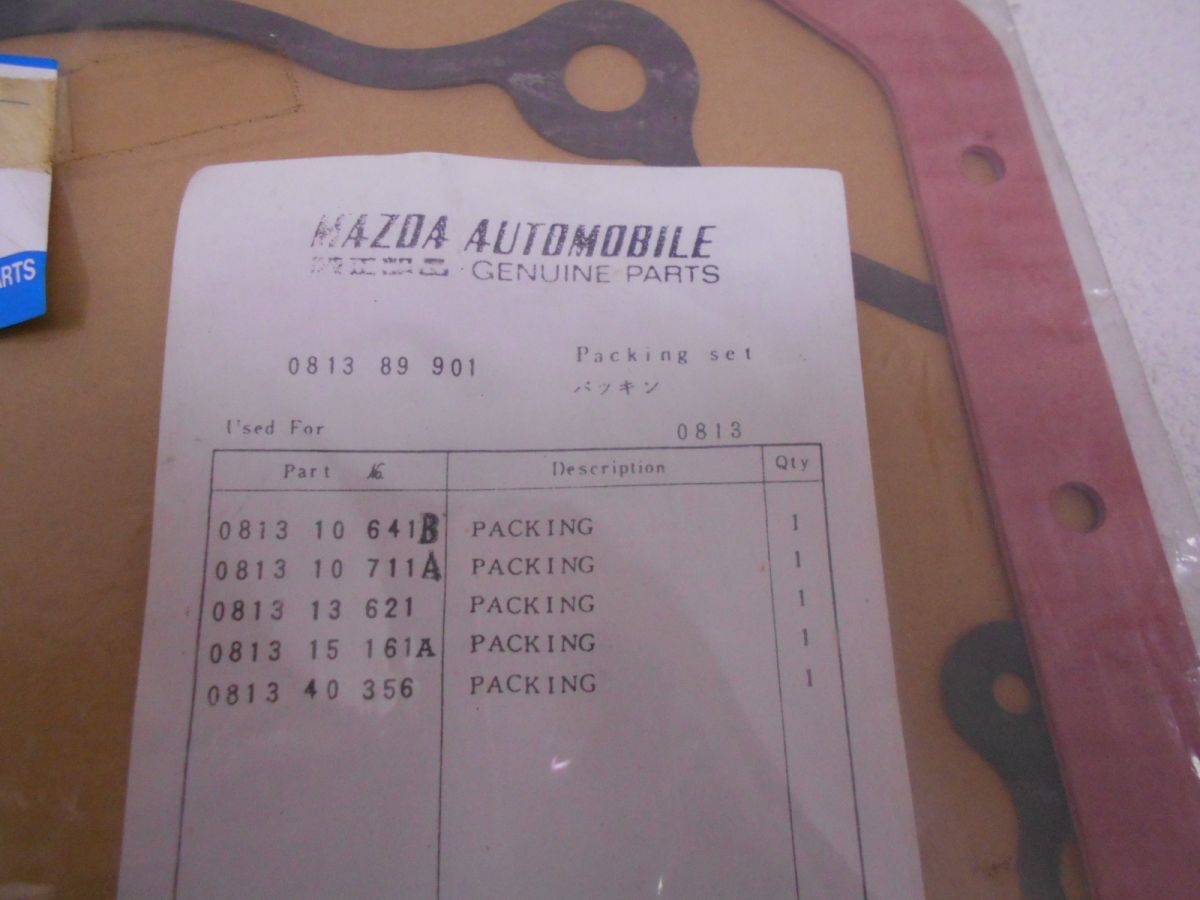 ARTS
MAZDA AUTOMOBILE
GENUINE PARTS
0813 89 901
Packing set
パッキン
Used For
0813
Part No. Description Qty
0813 10 641B PACKING 1
0813 10 711A PACKING 1
0813 13 621 PACKING 1
0813 15 161A PACKING 1
0813 40 356 PACKING 1